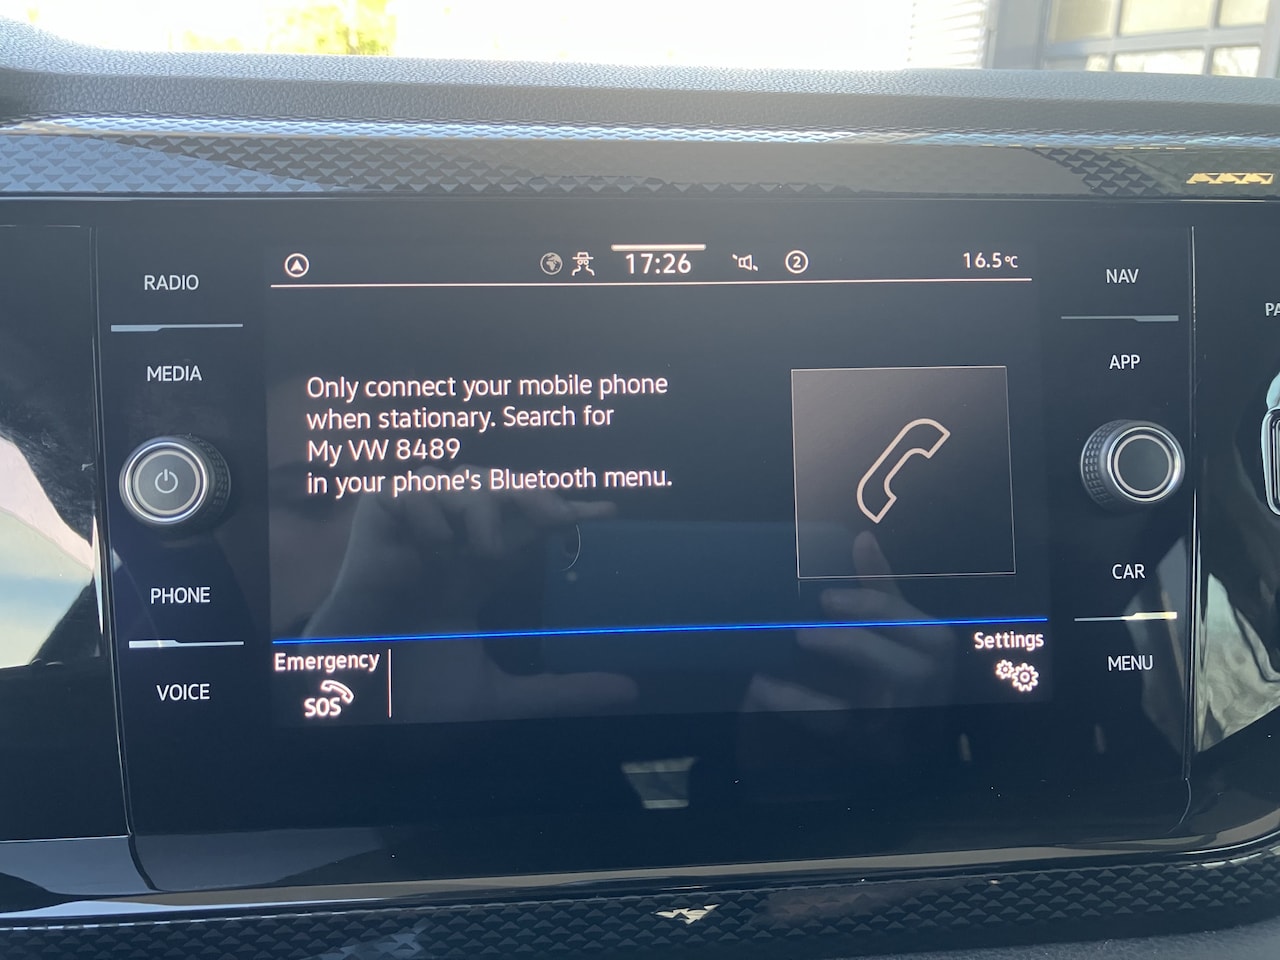 RADIO
MEDIA
PHONE
VOICE
17:26
2
16.5°C
Only connect your mobile phone
when stationary. Search for
My VW 8489
in your phone's Bluetooth menu.
Emergency
SOS
Settings
NAV
APP
CAR
MENU